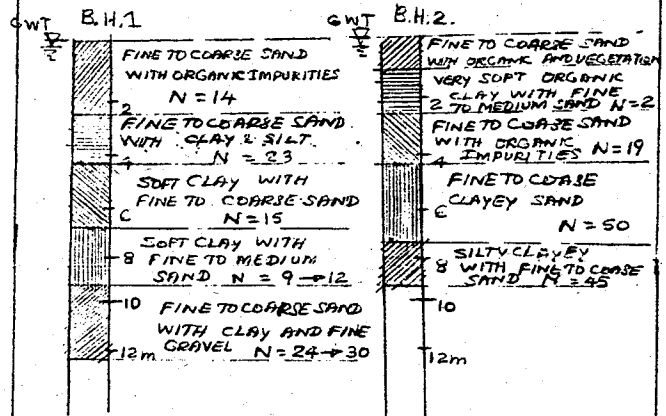 GWT
B.H.1
FINE TO COARSE SAND
WITH ORGANIC IMPURITIES
N = 14
2
FINE TO COARSE SAND
WITH CLAY & SILT
N = 23
4
SOFT CLAY WITH
FINE TO COARSE SAND
6
N = 15
SOFT CLAY WITH
8
FINE TO MEDIUM
SAND N = 9 → 12
10
FINE TO COARSE SAND
WITH CLAY AND FINE
GRAVEL N = 24 → 30
12m
GWT
B.H.2.
FINE TO COARSE SAND
WITH ORGANIC AND VEGETATION
VERY SOFT ORGANIC
CLAY WITH FINE
2 TO MEDIUM SAND N = 2
FINE TO COASE SAND
WITH ORGANIC
4 IMPURITIES N = 19
FINE TO COASE
6 CLAYEY SAND
N = 50
SILTY CLAYEY
8 WITH FINE TO COASE
SAND N = 45
10
12m